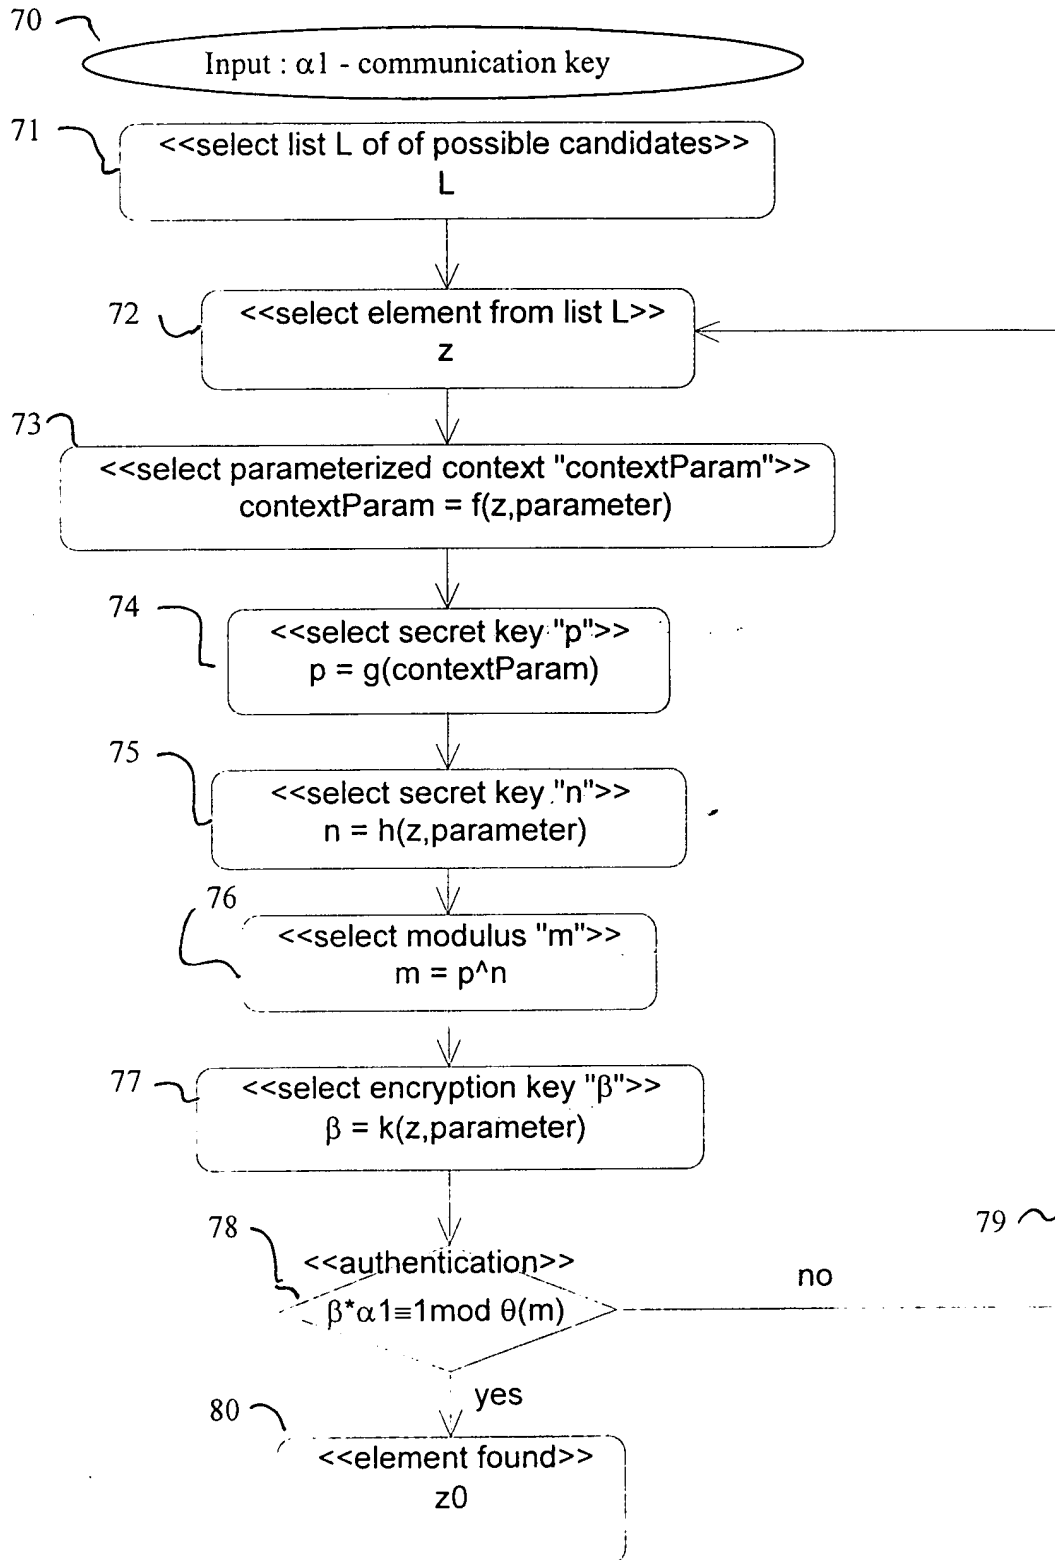 70
Input : α1 - communication key
71
<<select list L of of possible candidates>>
L
72
<<select element from list L>>
z
73
<<select parameterized context "contextParam">>
contextParam = f(z,parameter)
74
<<select secret key "p">>
p = g(contextParam)
75
<<select secret key "n">>
n = h(z,parameter)
76
<<select modulus "m">>
m = p^n
77
<<select encryption key "β">>
β = k(z,parameter)
78
<<authentication>>
β*α1≡1mod θ(m)
79
no
yes
80
<<element found>>
z0